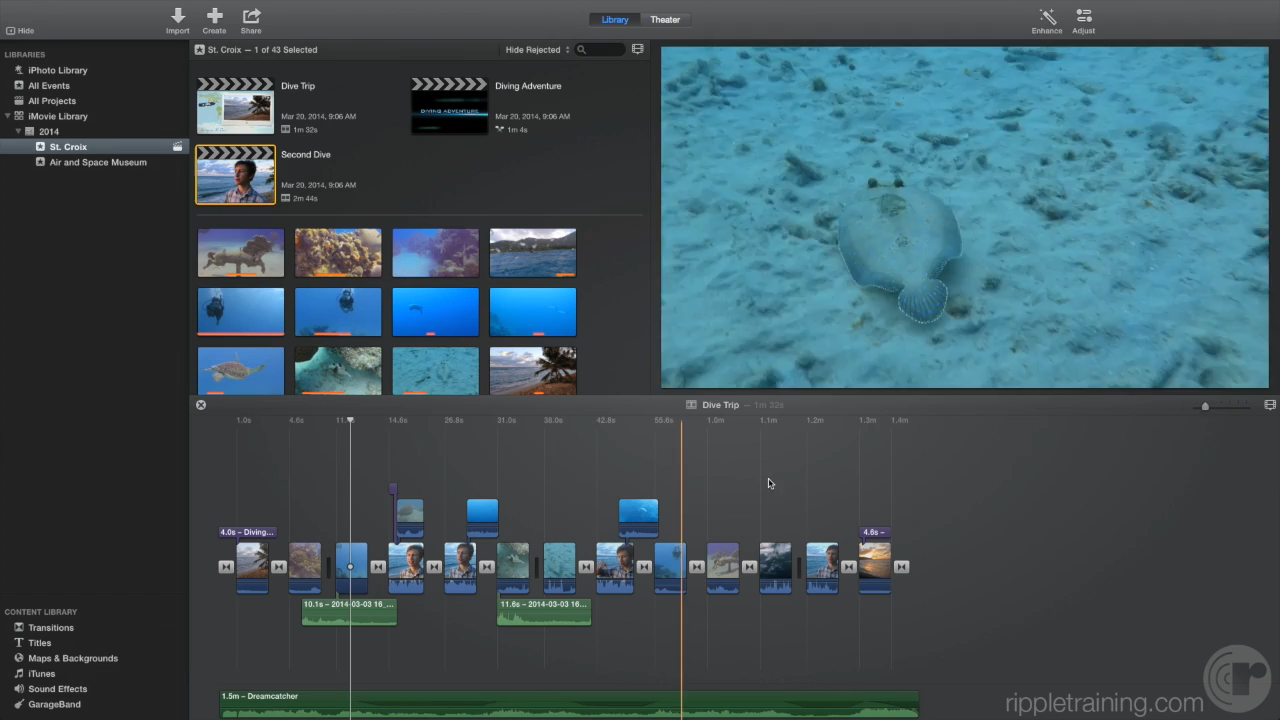 Hide
Import
Create
Share
Library
Theater
Enhance
Adjust
LIBRARIES
iPhoto Library
All Events
All Projects
iMovie Library
2014
St. Croix
Air and Space Museum
St. Croix — 1 of 43 Selected
Hide Rejected
Dive Trip
Mar 20, 2014, 9:06 AM
1m 32s
DIVING ADVENTURE
Diving Adventure
Mar 20, 2014, 9:06 AM
1m 4s
Second Dive
Mar 20, 2014, 9:06 AM
2m 44s
Dive Trip — 1m 32s
1.0s 4.6s 14.6s 26.8s 31.0s 38.0s 42.8s 55.6s 1.0m 1.1m 1.2m 1.3m 1.4m
4.0s – Diving...
4.6s –
10.1s – 2014-03-03 16_...
11.6s – 2014-03-03 16...
1.5m – Dreamcatcher
CONTENT LIBRARY
Transitions
Titles
Maps & Backgrounds
iTunes
Sound Effects
GarageBand
rippletraining.com